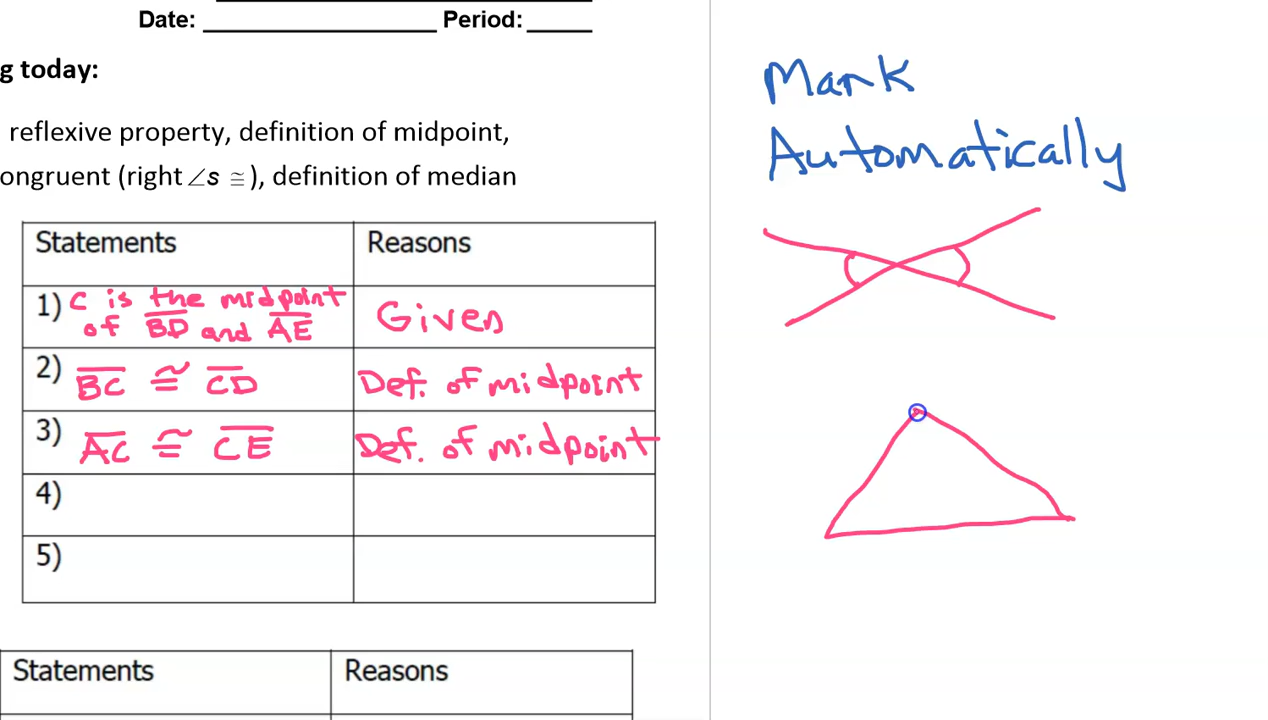 Date: Period:
g today:
reflexive property, definition of midpoint,
ongruent (right ∠s ≅), definition of median
Mark
Automatically
Statements Reasons
1) C is the midpoint of BD and AE Given
2) BC ≅ CD Def. of midpoint
3) AC ≅ CE Def. of midpoint
4)
5)
Statements Reasons